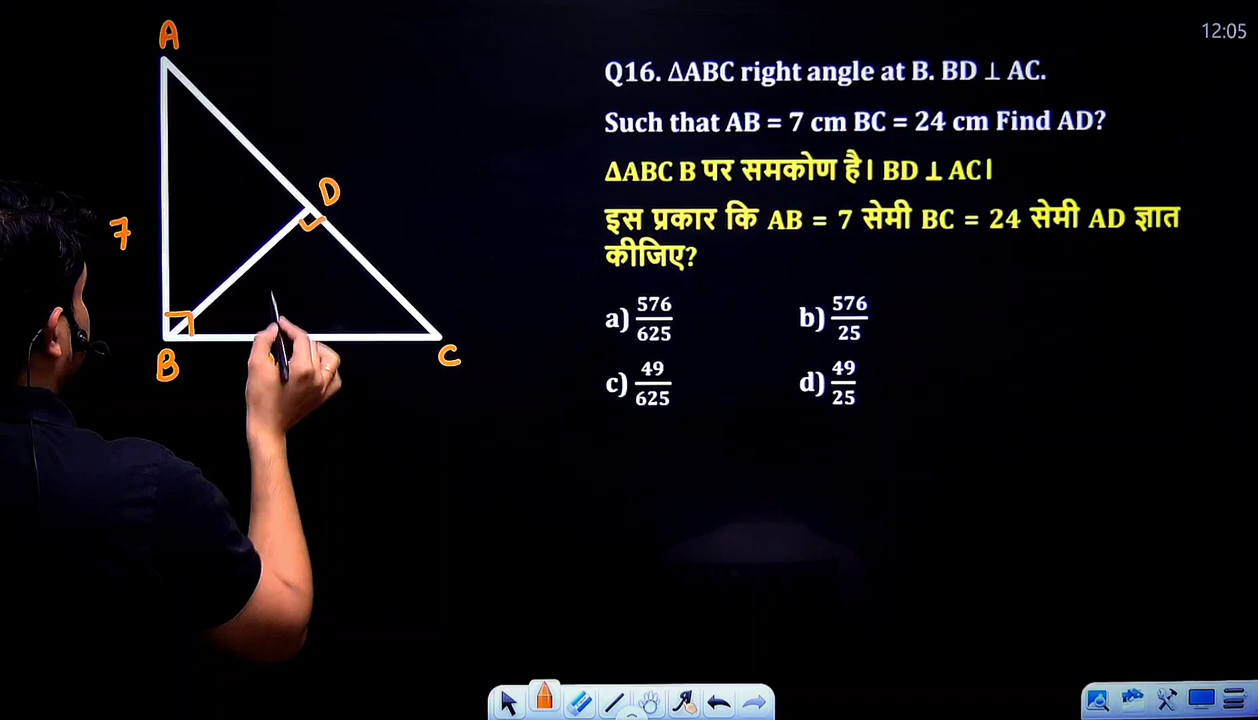 12:05
A
Q16. ∆ABC right angle at B. BD ⊥ AC.
Such that AB = 7 cm BC = 24 cm Find AD?
∆ABC B पर समकोण है। BD ⊥ AC।
D
इस प्रकार कि AB = 7 सेमी BC = 24 सेमी AD ज्ञात
7
कीजिए?
a) 576/625 b) 576/25
B
C
c) 49/625 d) 49/25